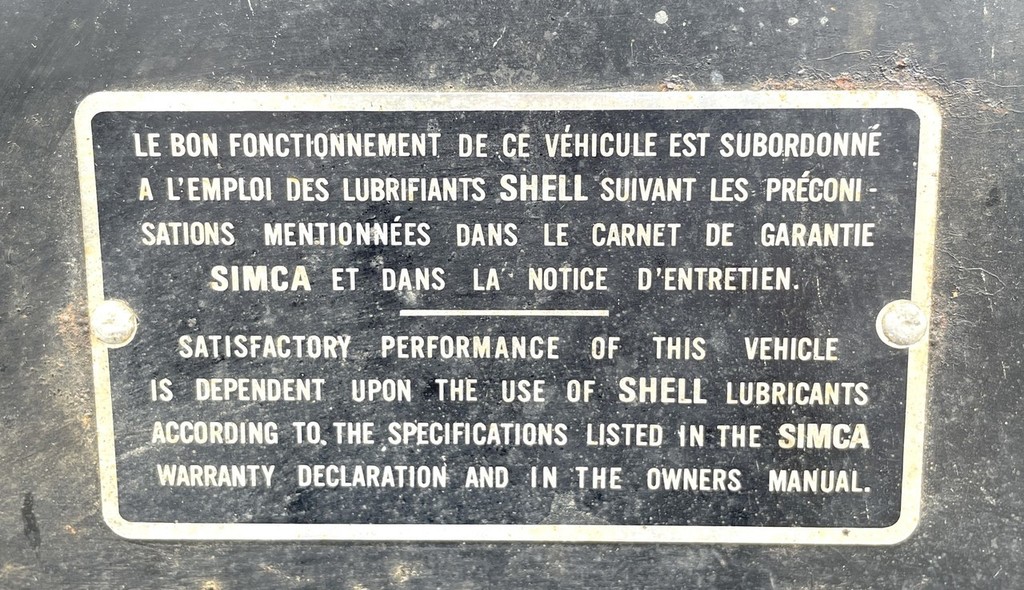 LE BON FONCTIONNEMENT DE CE VÉHICULE EST SUBORDONNÉ
A L'EMPLOI DES LUBRIFIANTS SHELL SUIVANT LES PRÉCONI-
SATIONS MENTIONNÉES DANS LE CARNET DE GARANTIE
SIMCA ET DANS LA NOTICE D'ENTRETIEN.
SATISFACTORY PERFORMANCE OF THIS VEHICLE
IS DEPENDENT UPON THE USE OF SHELL LUBRICANTS
ACCORDING TO THE SPECIFICATIONS LISTED IN THE SIMCA
WARRANTY DECLARATION AND IN THE OWNERS MANUAL.